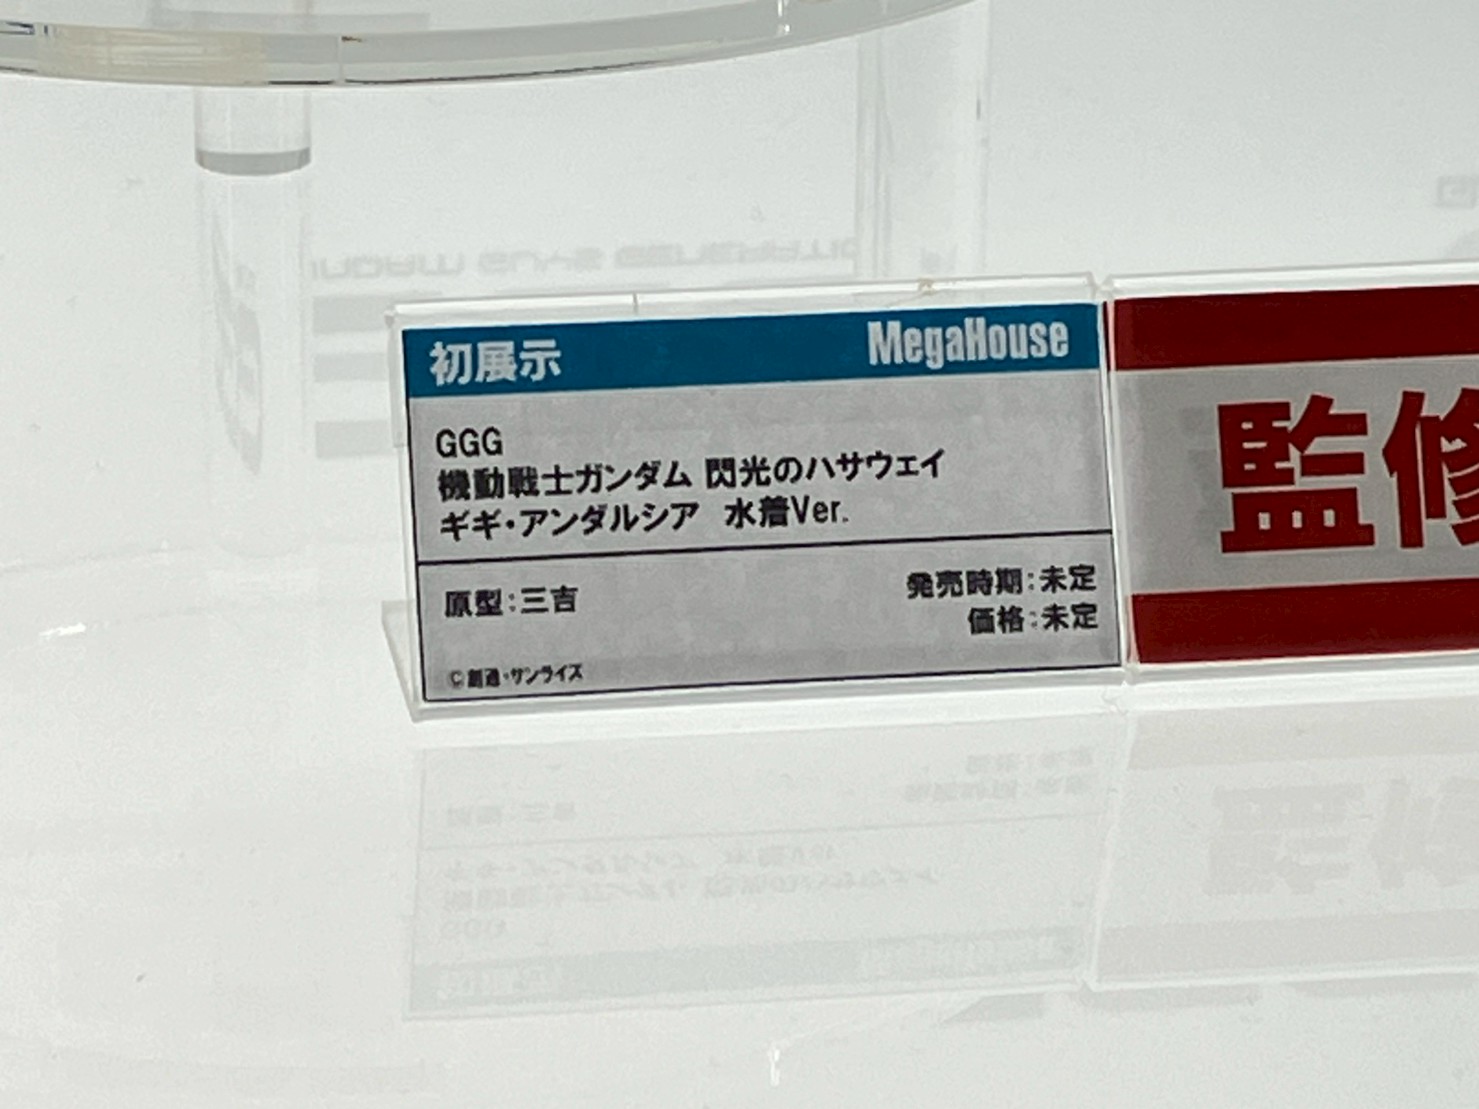 初展示 MegaHouse
GGG
機動戦士ガンダム 閃光のハサウェイ
ギギ・アンダルシア 水着Ver.
原型:三吉
発売時期:未定
価格:未定
©創通・サンライズ
監修